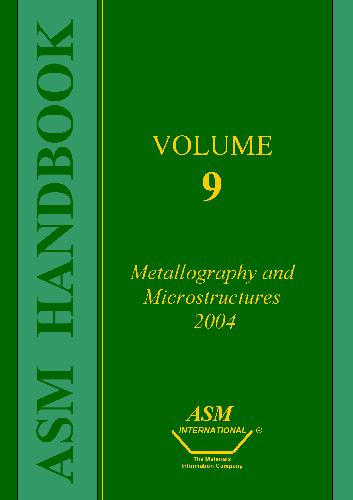 ASM HANDBOOK
VOLUME
9
Metallography and
Microstructures
2004
ASM
INTERNATIONAL ®
The Materials
Information Company